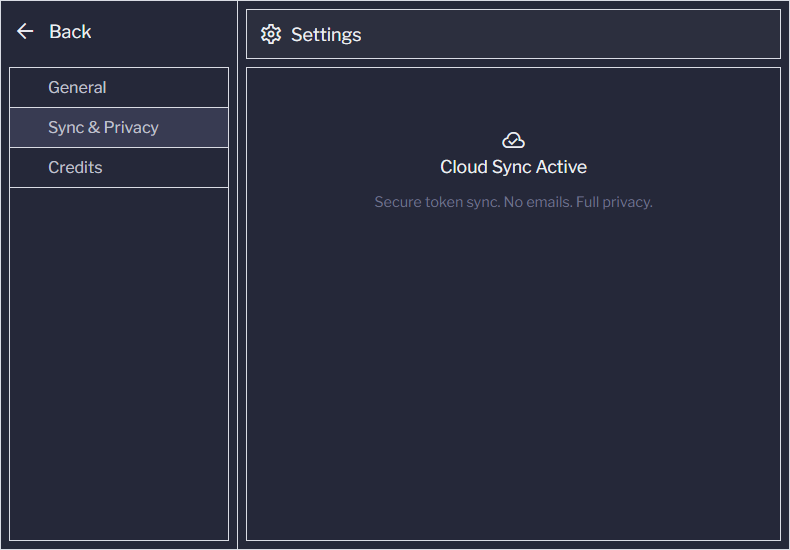 Back
General
Sync & Privacy
Credits
Settings
Cloud Sync Active
Secure token sync. No emails. Full privacy.